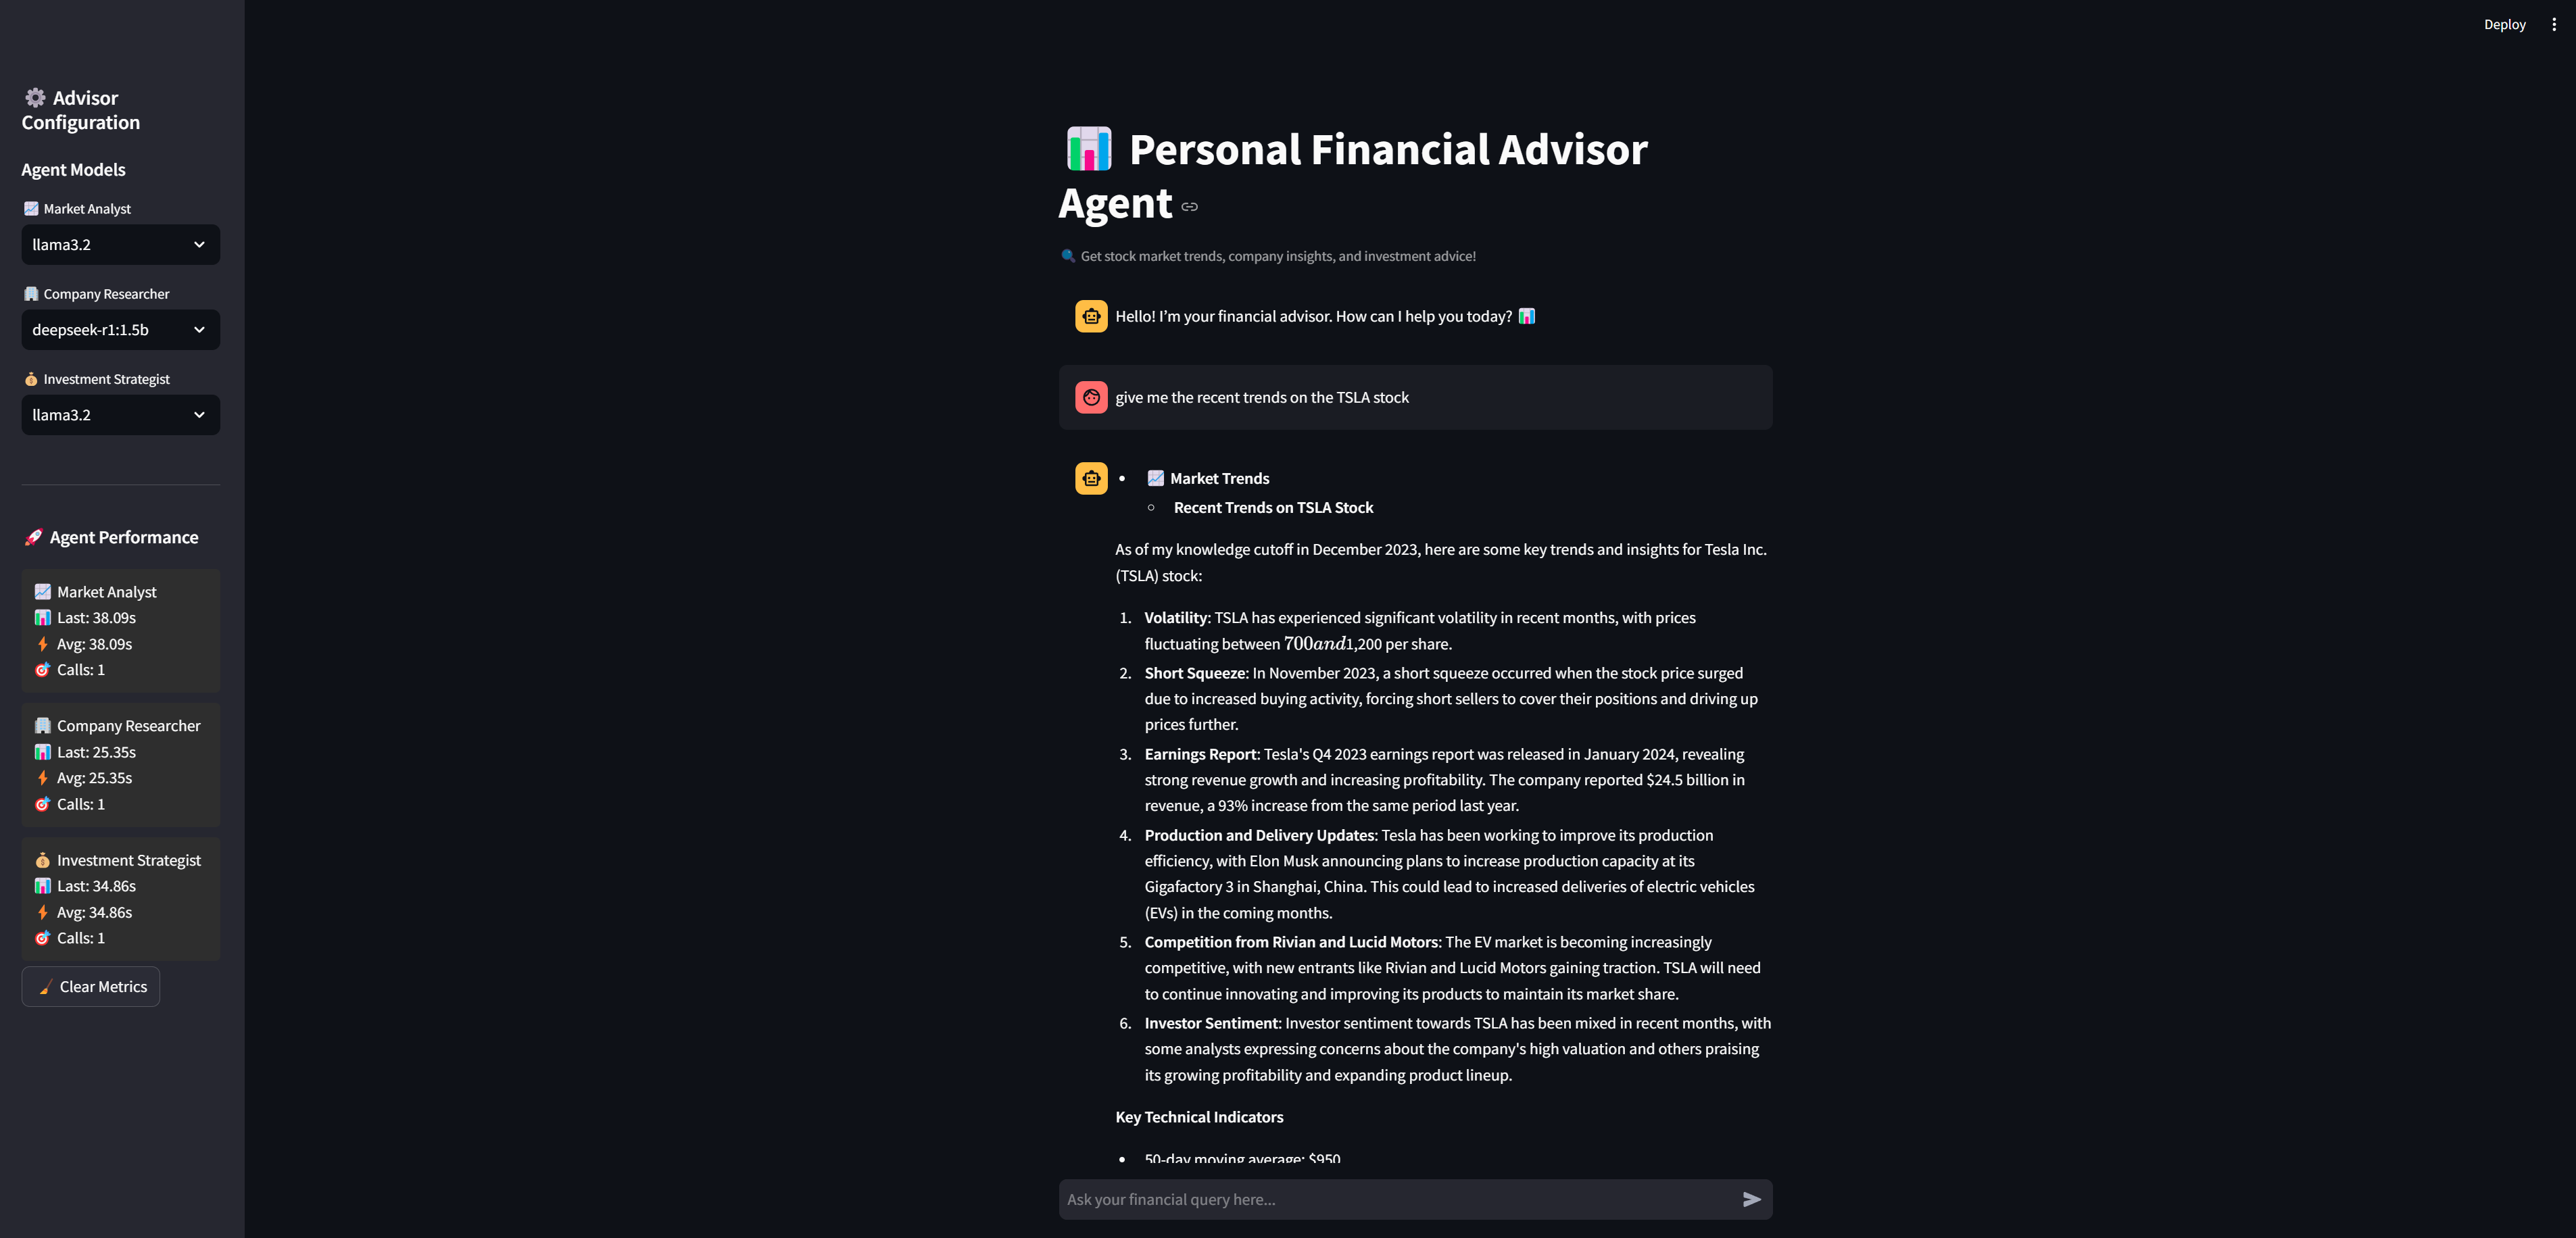 Deploy
Advisor
Configuration
Agent Models
Market Analyst
llama3.2
Company Researcher
deepseek-r1:1.5b
Investment Strategist
llama3.2
Agent Performance
Market Analyst
Last: 38.09s
Avg: 38.09s
Calls: 1
Company Researcher
Last: 25.35s
Avg: 25.35s
Calls: 1
Investment Strategist
Last: 34.86s
Avg: 34.86s
Calls: 1
Clear Metrics
Personal Financial Advisor
Agent
Get stock market trends, company insights, and investment advice!
Hello! I’m your financial advisor. How can I help you today?
give me the recent trends on the TSLA stock
• Market Trends
○ Recent Trends on TSLA Stock
As of my knowledge cutoff in December 2023, here are some key trends and insights for Tesla Inc.
(TSLA) stock:
1. Volatility: TSLA has experienced significant volatility in recent months, with prices
fluctuating between 700and1,200 per share.
2. Short Squeeze: In November 2023, a short squeeze occurred when the stock price surged
due to increased buying activity, forcing short sellers to cover their positions and driving up
prices further.
3. Earnings Report: Tesla's Q4 2023 earnings report was released in January 2024, revealing
strong revenue growth and increasing profitability. The company reported $24.5 billion in
revenue, a 93% increase from the same period last year.
4. Production and Delivery Updates: Tesla has been working to improve its production
efficiency, with Elon Musk announcing plans to increase production capacity at its
Gigafactory 3 in Shanghai, China. This could lead to increased deliveries of electric vehicles
(EVs) in the coming months.
5. Competition from Rivian and Lucid Motors: The EV market is becoming increasingly
competitive, with new entrants like Rivian and Lucid Motors gaining traction. TSLA will need
to continue innovating and improving its products to maintain its market share.
6. Investor Sentiment: Investor sentiment towards TSLA has been mixed in recent months, with
some analysts expressing concerns about the company's high valuation and others praising
its growing profitability and expanding product lineup.
Key Technical Indicators
• 50-day moving average: $950
Ask your financial query here...